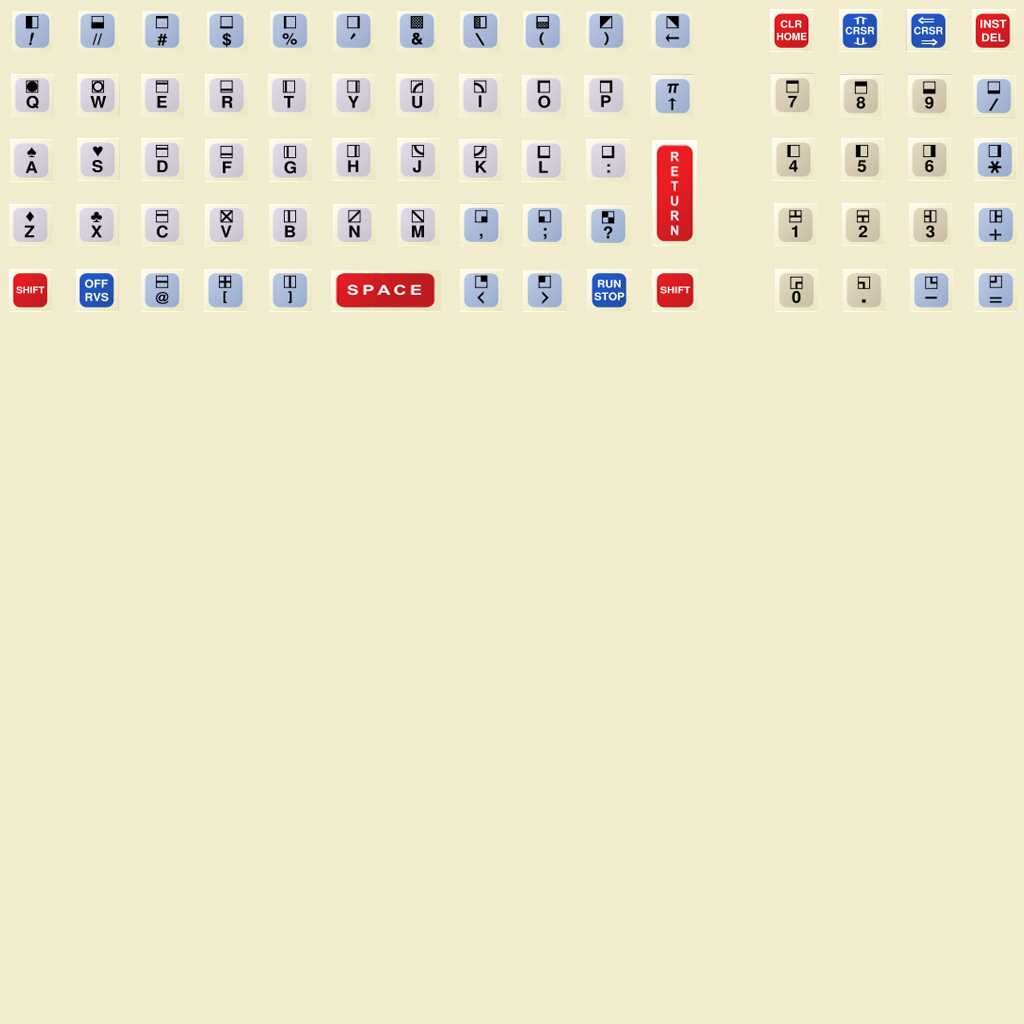 ! // # $ % ′ & \ ( ) ← CLR HOME CRSR CRSR INST DEL
Q W E R T Y U I O P π ↑ 7 8 9 /
A S D F G H J K L : RETURN 4 5 6 *
Z X C V B N M , ; ? 1 2 3 +
SHIFT OFF RVS @ [ ] SPACE < > RUN STOP SHIFT 0 . − =